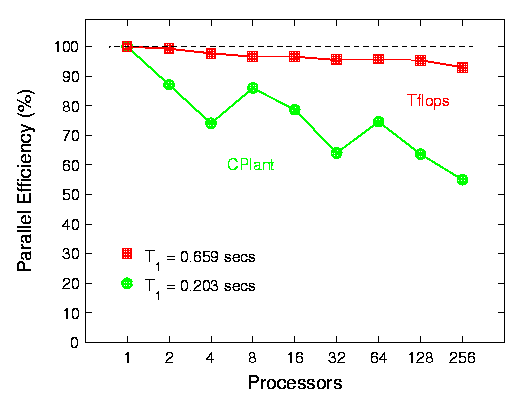 100
90
80
70
60
50
40
30
20
10
0
Parallel Efficiency (%)
Tflops
CPlant
T1 = 0.659 secs
T1 = 0.203 secs
1 2 4 8 16 32 64 128 256
Processors